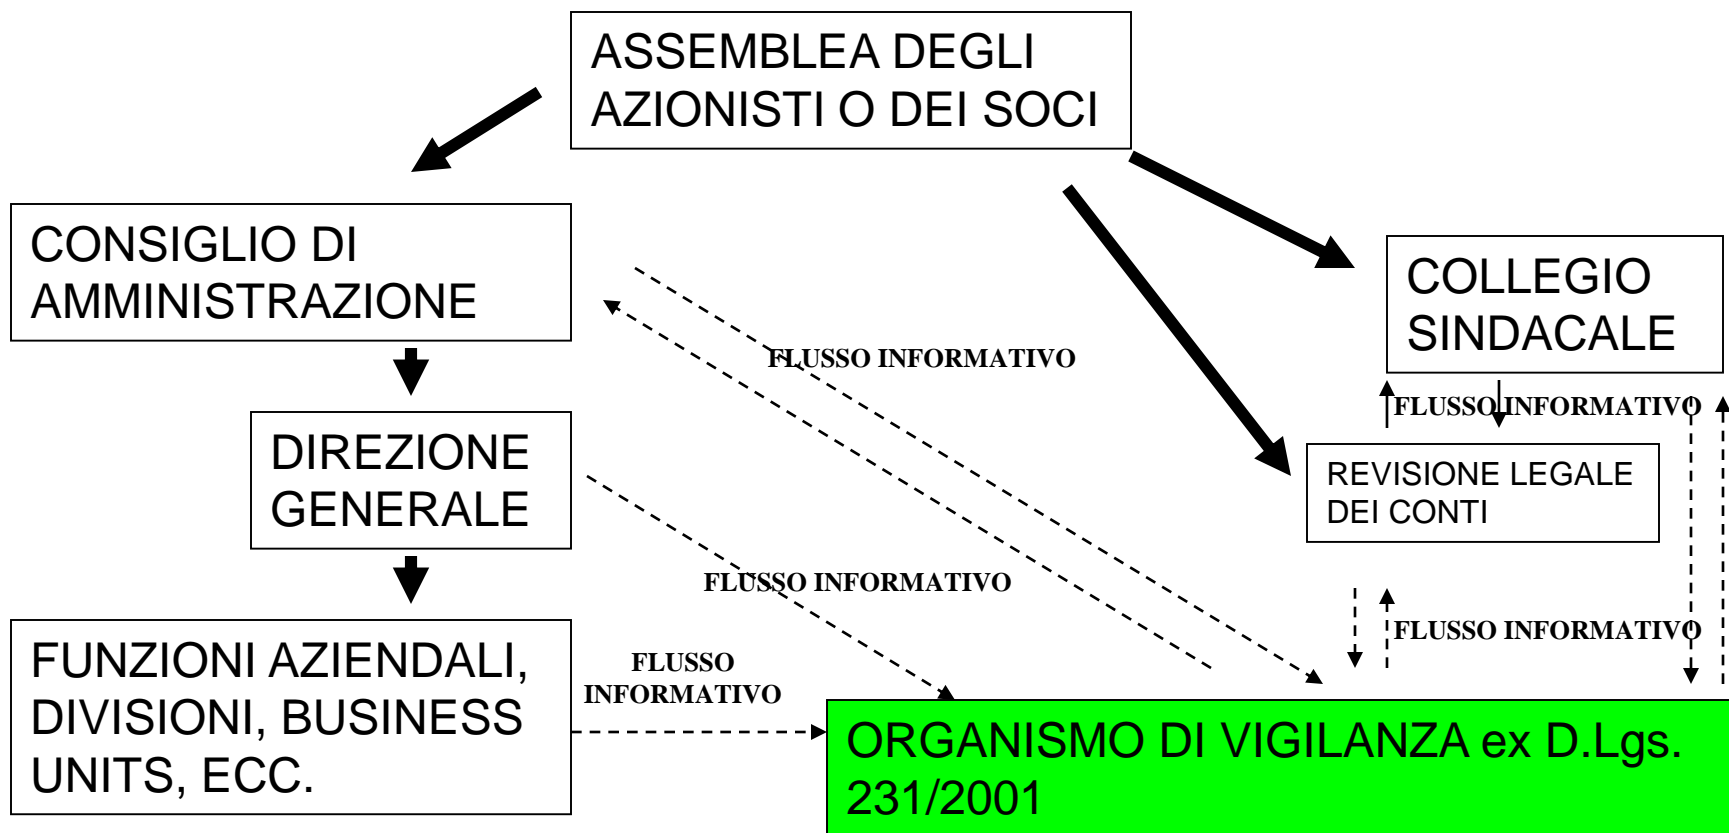 ASSEMBLEA DEGLI
AZIONISTI O DEI SOCI
CONSIGLIO DI
AMMINISTRAZIONE
COLLEGIO
SINDACALE
FLUSSO INFORMATIVO
FLUSSO INFORMATIVO
DIREZIONE
GENERALE
REVISIONE LEGALE
DEI CONTI
FLUSSO INFORMATIVO
FLUSSO INFORMATIVO
FUNZIONI AZIENDALI,
DIVISIONI, BUSINESS
UNITS, ECC.
FLUSSO
INFORMATIVO
ORGANISMO DI VIGILANZA ex D.Lgs.
231/2001